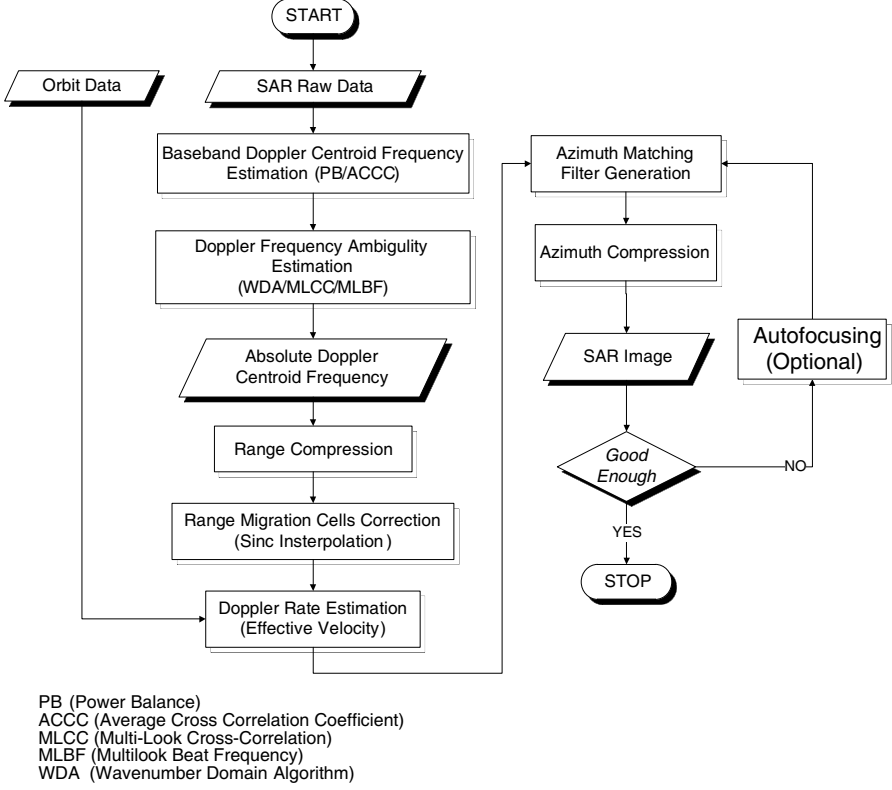 START
Orbit Data
SAR Raw Data
Baseband Doppler Centroid Frequency
Estimation (PB/ACCC)
Doppler Frequency Ambigulity
Estimation
(WDA/MLCC/MLBF)
Absolute Doppler
Centroid Frequency
Range Compression
Range Migration Cells Correction
(Sinc Insterpolation)
Doppler Rate Estimation
(Effective Velocity)
Azimuth Matching
Filter Generation
Azimuth Compression
SAR Image
Autofocusing
(Optional)
Good
Enough
NO
YES
STOP
PB (Power Balance)
ACCC (Average Cross Correlation Coefficient)
MLCC (Multi-Look Cross-Correlation)
MLBF (Multilook Beat Frequency)
WDA (Wavenumber Domain Algorithm)